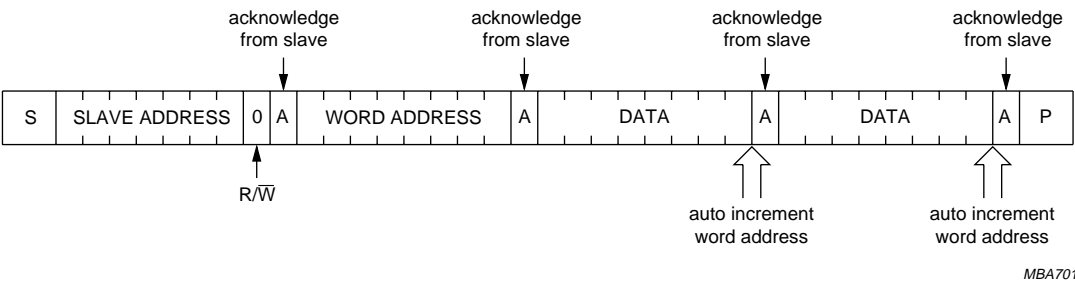 acknowledge acknowledge acknowledge acknowledge
from slave from slave from slave from slave
S SLAVE ADDRESS 0 A WORD ADDRESS A DATA A DATA A P
R/W̅
auto increment auto increment
word address word address
MBA701